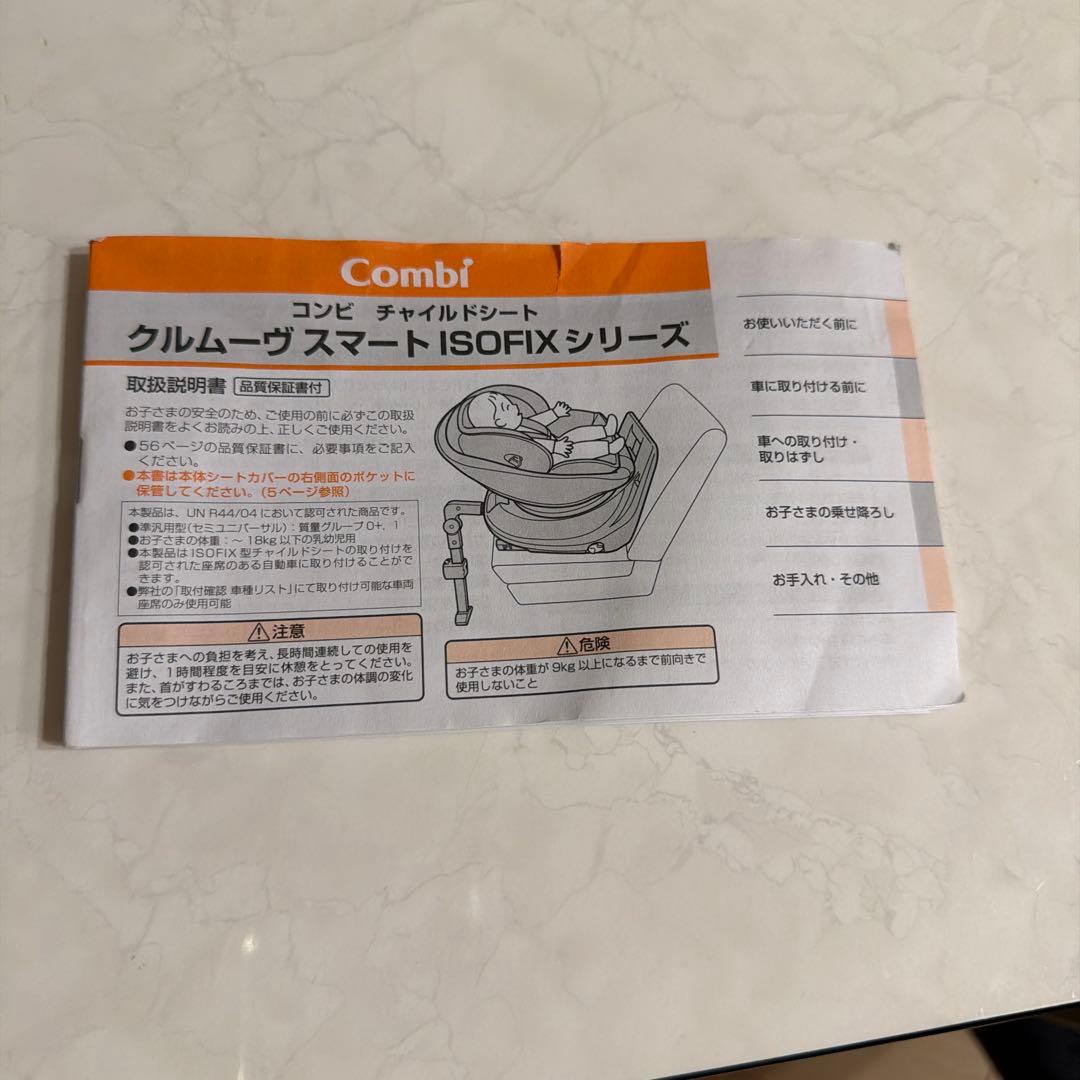 Combi
コンビ チャイルドシート
クルムーヴ スマート ISOFIX シリーズ
取扱説明書 品質保証書付
お子さまの安全のため、ご使用の前に必ずこの取扱
説明書をよくお読みの上、正しくご使用ください。
●56ページの品質保証書に、必要事項をご記入
ください。
●本書は本体シートカバーの右側面のポケットに
保管してください。(5ページ参照)
本製品は、UN R44/04 において認可された商品です。
●準汎用型(セミユニバーサル):質量グループ 0+, 1
●お子さまの体重:~ 18kg 以下の乳幼児用
●本製品は ISOFIX 型チャイルドシートの取り付けを
認可された座席のある自動車に取り付けることがで
きます。
●弊社の「取付確認 車種リスト」にて取り付け可能な車両
座席のみ使用可能
⚠注意
お子さまへの負担を考え、長時間連続しての使用を
避け、1時間程度を目安に休憩をとってください。
また、首がすわるころまでは、お子さまの体調の変化
に気をつけながらご使用ください。
⚠危険
お子さまの体重が 9kg 以上になるまで前向きで
使用しないこと
お使いいただく前に
車に取り付ける前に
車への取り付け・
取りはずし
お子さまの乗せ降ろし
お手入れ・その他